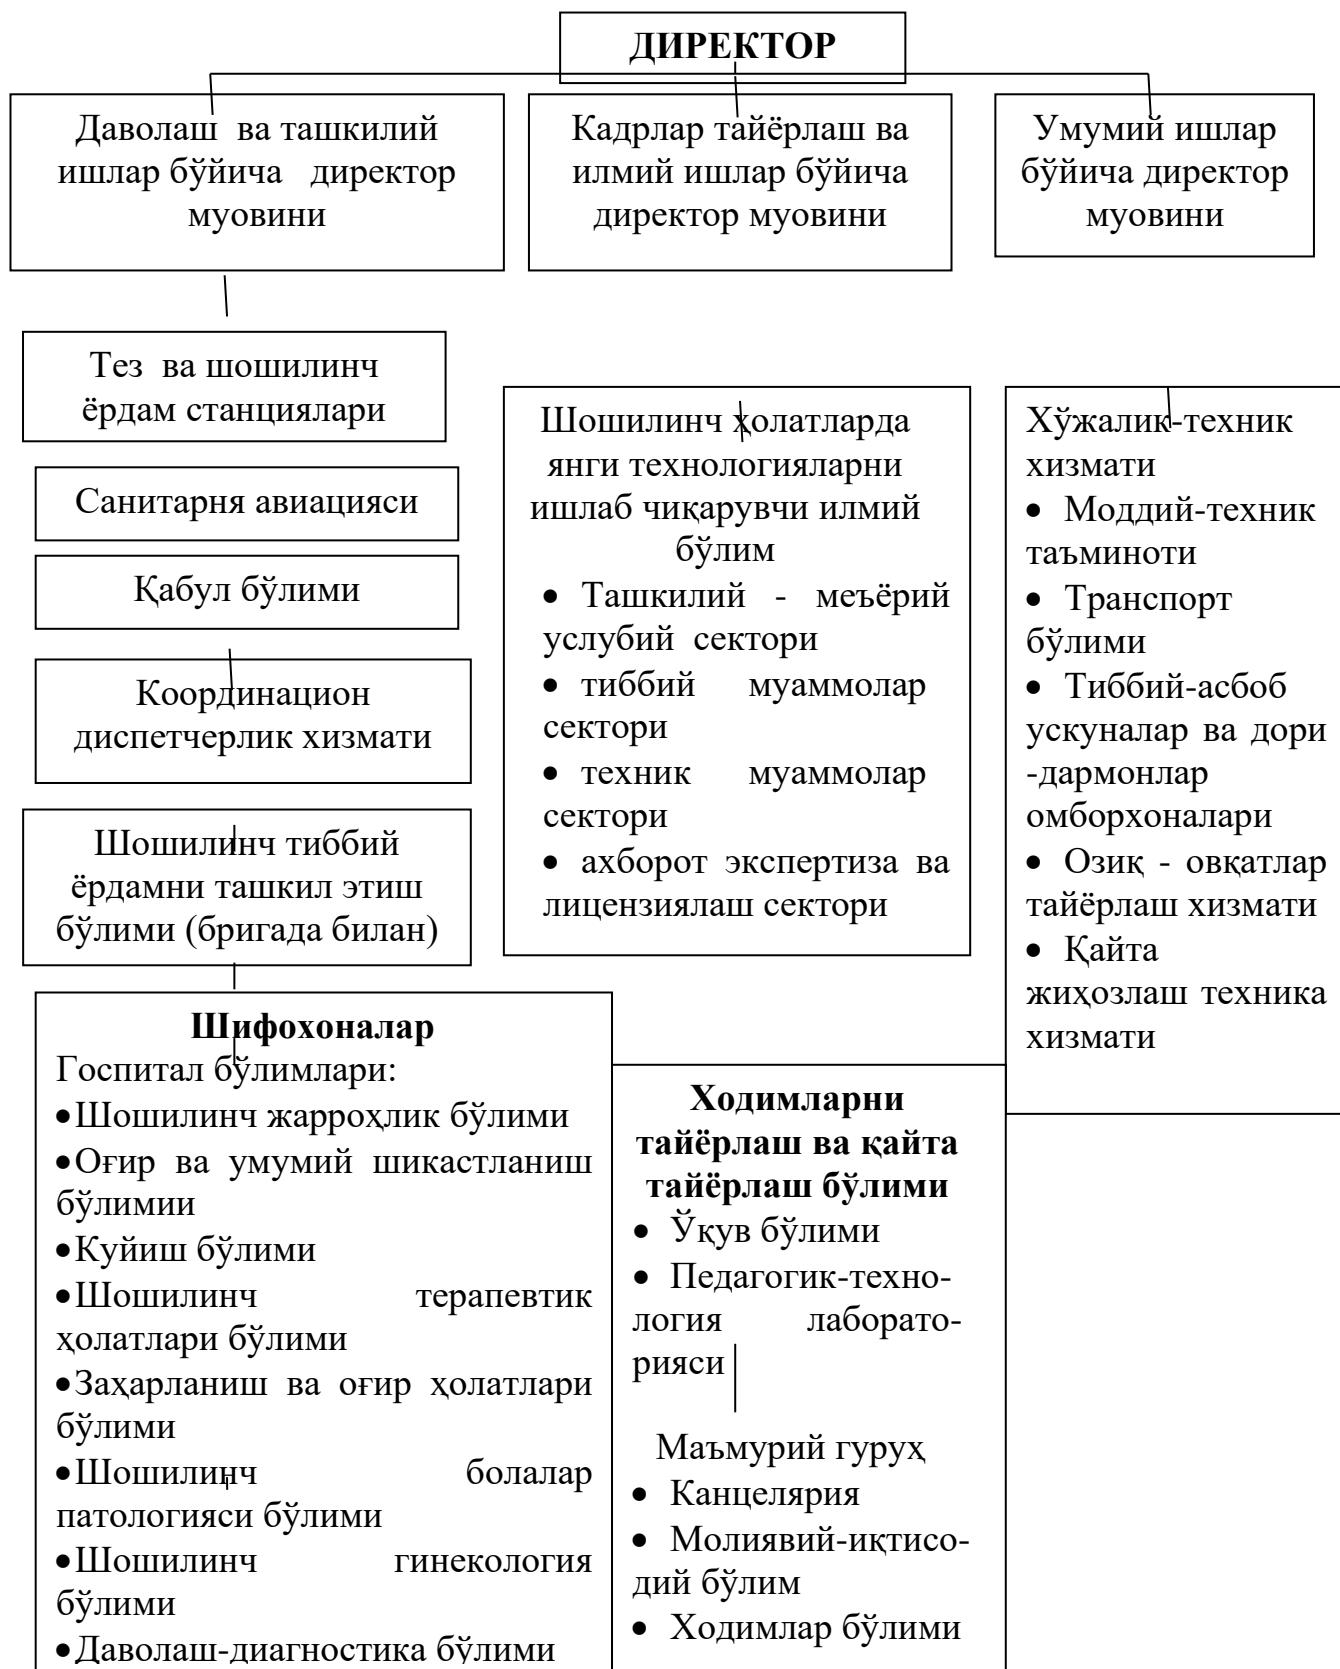 ДИРЕКТОР
Даволаш ва ташкилий
ишлар бўйича директор
муовини
Кадрлар тайёрлаш ва
илмий ишлар бўйича
директор муовини
Умумий ишлар
бўйича директор
муовини
Тез ва шошилинч
ёрдам станциялари
Санитарня авиацияси
Қабул бўлими
Координацион
диспетчерлик хизмати
Шошилинч тиббий
ёрдамни ташкил этиш
бўлими (бригада билан)
Шошилинч ҳолатларда
янги технологияларни
ишлаб чиқарувчи илмий
бўлим
• Ташкилий - меъёрий
услубий сектори
• тиббий муаммолар
сектори
• техник муаммолар
сектори
• ахборот экспертиза ва
лицензиялаш сектори
Хўжалик-техник
хизмати
• Моддий-техник
таъминоти
• Транспорт
бўлими
• Тиббий-асбоб
ускуналар ва дори
-дармонлар
омборхоналари
• Озиқ - овқатлар
тайёрлаш хизмати
• Қайта
жиҳозлаш техника
хизмати
Шифохоналар
Госпитал бўлимлари:
•Шошилинч жарроҳлик бўлими
•Оғир ва умумий шикастланиш
бўлимии
•Куйиш бўлими
•Шошилинч терапевтик
ҳолатлари бўлими
•Заҳарланиш ва оғир ҳолатлари
бўлими
•Шошилинч болалар
патологияси бўлими
•Шошилинч гинекология
бўлими
•Даволаш-диагностика бўлими
Ходимларни
тайёрлаш ва қайта
тайёрлаш бўлими
• Ўқув бўлими
• Педагогик-техно-
логия лаборато-
рияси
Маъмурий гуруҳ
• Канцелярия
• Молиявий-иқтисо-
дий бўлим
• Ходимлар бўлими